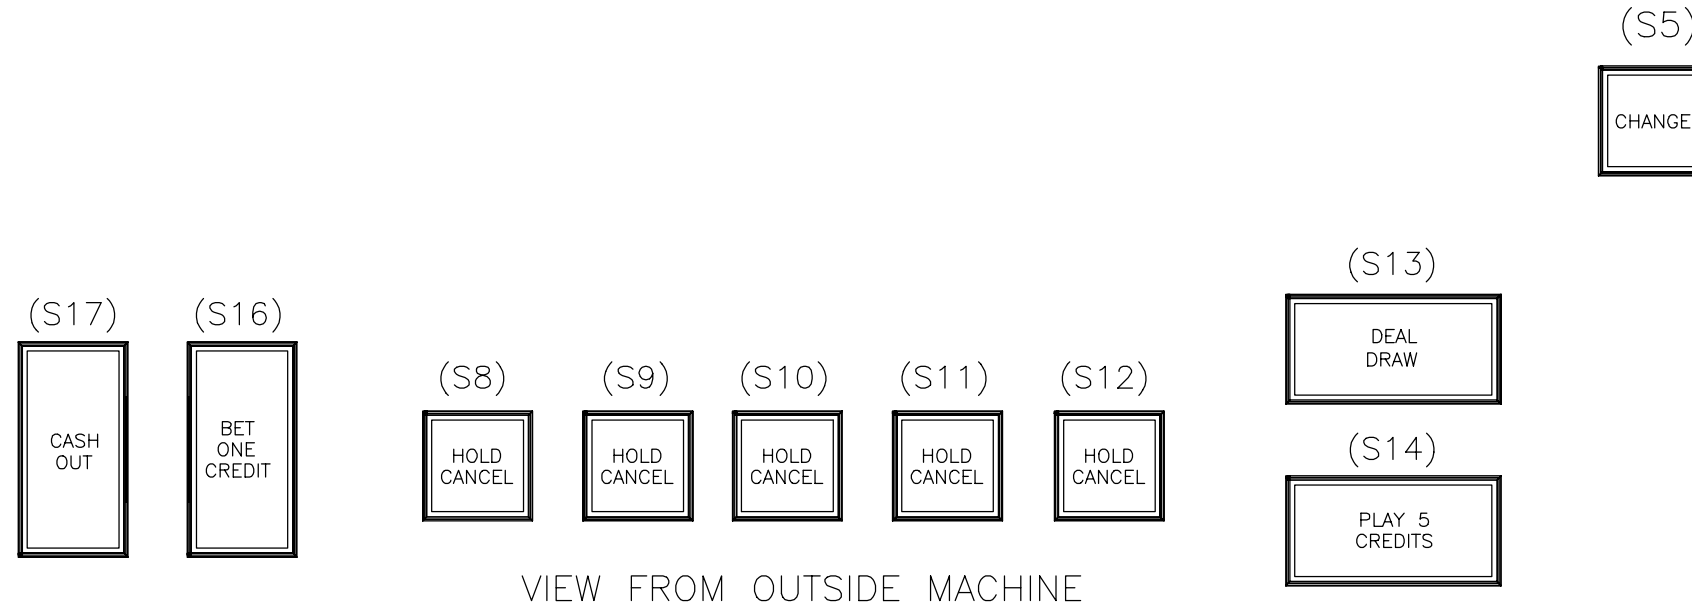 (S5)
CHANGE
(S13)
DEAL
DRAW
(S17)
CASH
OUT
(S16)
BET
ONE
CREDIT
(S8)
HOLD
CANCEL
(S9)
HOLD
CANCEL
(S10)
HOLD
CANCEL
(S11)
HOLD
CANCEL
(S12)
HOLD
CANCEL
(S14)
PLAY 5
CREDITS
VIEW FROM OUTSIDE MACHINE